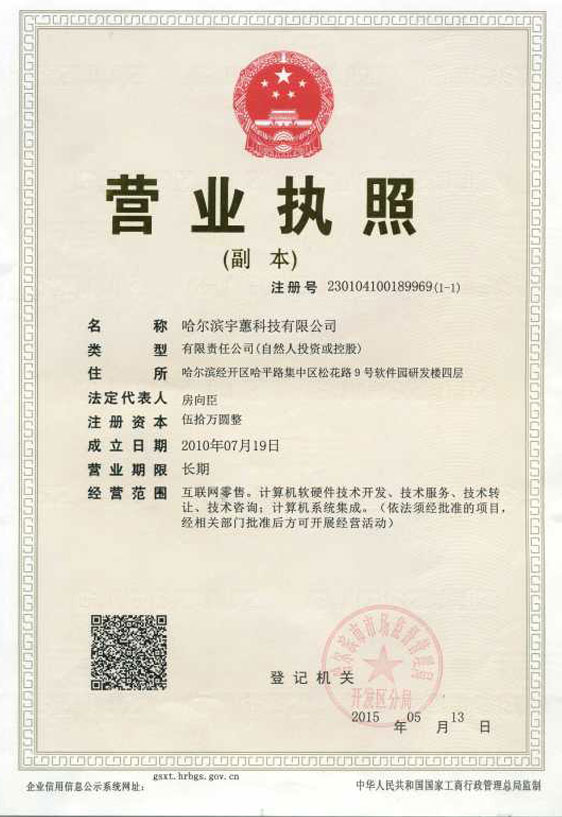 营业执照
(副 本)
注册号 230104100189969(1-1)
名 称 哈尔滨宇蕙科技有限公司
类 型 有限责任公司(自然人投资或控股)
住 所 哈尔滨经开区哈平路集中区松花路9号软件园研发楼四层
法定代表人 房向臣
注册资本 伍拾万圆整
成立日期 2010年07月19日
营业期限 长期
经营范围 互联网零售。计算机软硬件技术开发、技术服务、技术转
让、技术咨询；计算机系统集成。（依法须经批准的项目，
经相关部门批准后方可开展经营活动）
哈尔滨市市场监督管理局
开发区分局
登记机关
2015 年 05 月 13 日
企业信用信息公示系统网址： gsxt.hrbgs.gov.cn
中华人民共和国国家工商行政管理总局监制